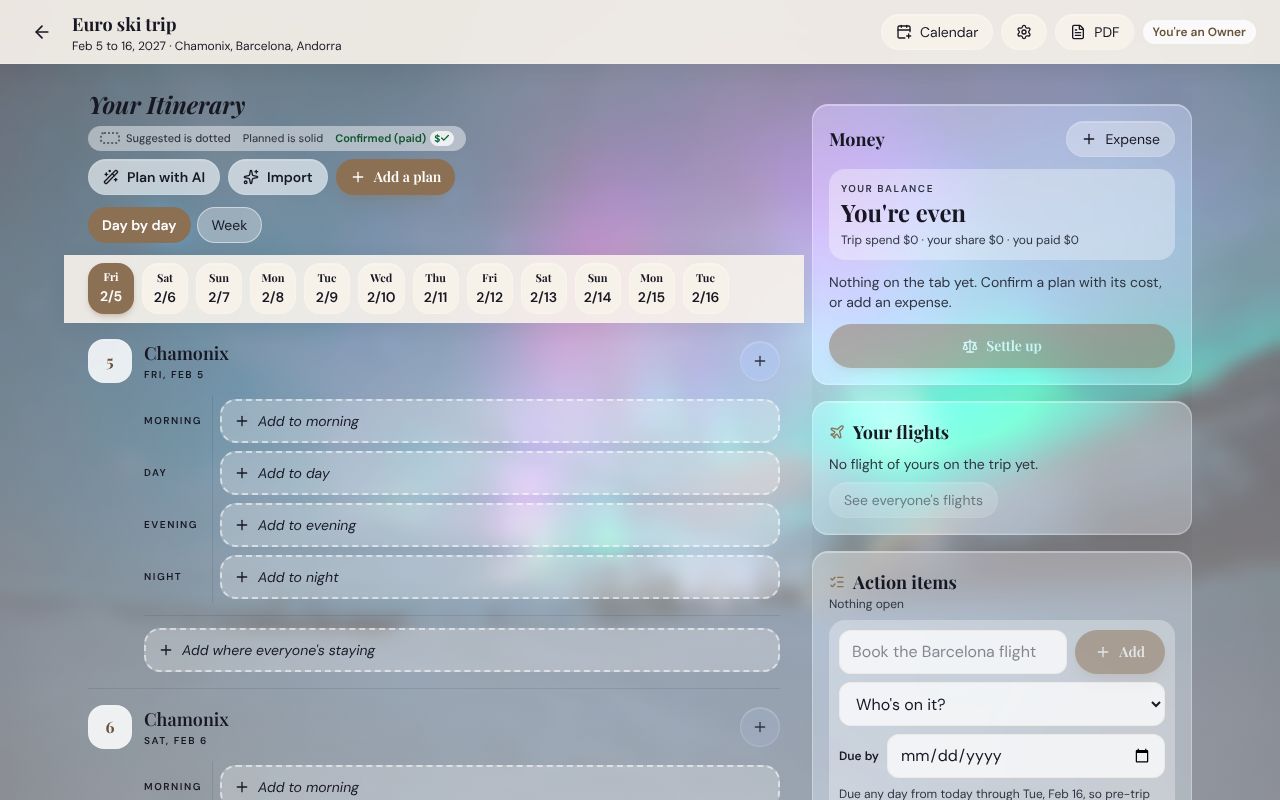 Euro ski trip
Feb 5 to 16, 2027 · Chamonix, Barcelona, Andorra
Calendar
PDF
You're an Owner
Your Itinerary
Suggested is dotted Planned is solid Confirmed (paid) $✓
Plan with AI
Import
+ Add a plan
Day by day
Week
Fri 2/5
Sat 2/6
Sun 2/7
Mon 2/8
Tue 2/9
Wed 2/10
Thu 2/11
Fri 2/12
Sat 2/13
Sun 2/14
Mon 2/15
Tue 2/16
5
Chamonix
FRI, FEB 5
+
MORNING
+ Add to morning
DAY
+ Add to day
EVENING
+ Add to evening
NIGHT
+ Add to night
+ Add where everyone's staying
6
Chamonix
SAT, FEB 6
+
MORNING
+ Add to morning
Money
+ Expense
YOUR BALANCE
You're even
Trip spend $0 · your share $0 · you paid $0
Nothing on the tab yet. Confirm a plan with its cost,
or add an expense.
Settle up
Your flights
No flight of yours on the trip yet.
See everyone's flights
Action items
Nothing open
Book the Barcelona flight
+ Add
Who's on it?
Due by
mm/dd/yyyy
Due any day from today through Tue, Feb 16, so pre-trip